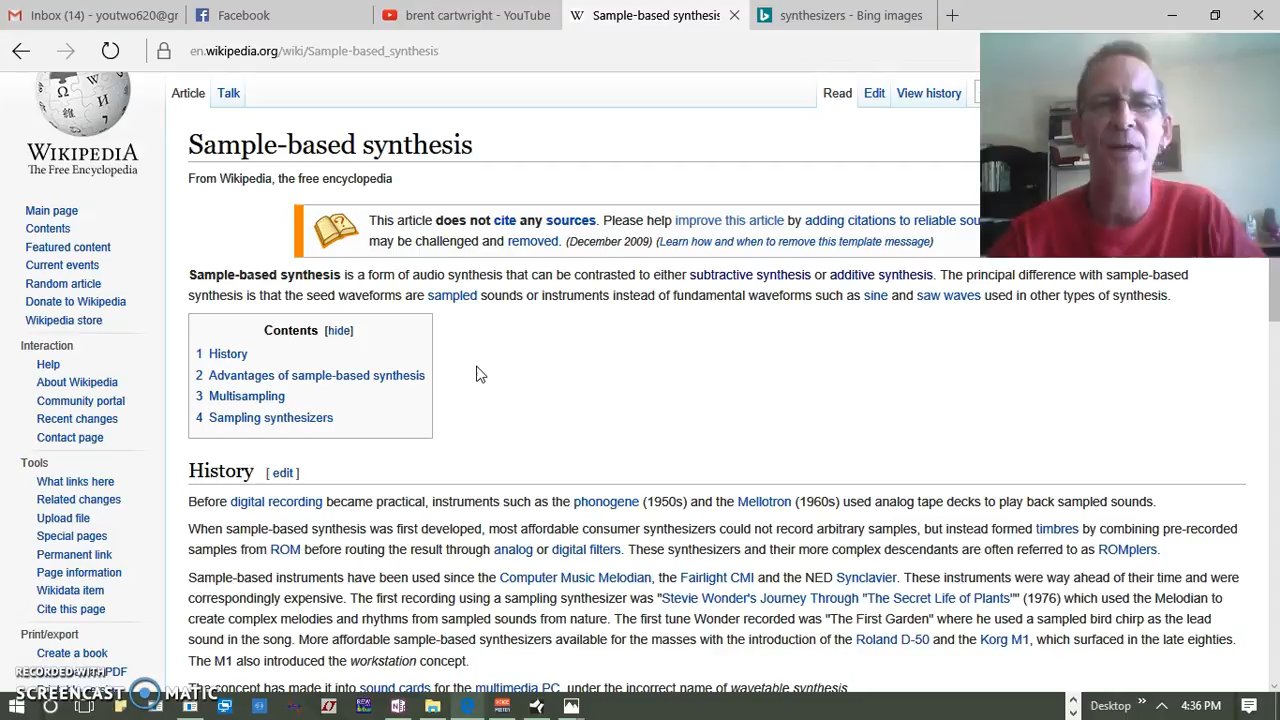 Inbox (14) - youtwo620@gr
Facebook
brent cartwright - YouTube
Sample-based synthesis
synthesizers - Bing images
en.wikipedia.org/wiki/Sample-based_synthesis
WIKIPEDIA
The Free Encyclopedia
Main page
Contents
Featured content
Current events
Random article
Donate to Wikipedia
Wikipedia store
Interaction
Help
About Wikipedia
Community portal
Recent changes
Contact page
Tools
What links here
Related changes
Upload file
Special pages
Permanent link
Page information
Wikidata item
Cite this page
Print/export
Create a book
PDF
Article Talk
Read Edit View history
Sample-based synthesis
From Wikipedia, the free encyclopedia
This article does not cite any sources. Please help improve this article by adding citations to reliable sou
may be challenged and removed. (December 2009) (Learn how and when to remove this template message)
Sample-based synthesis is a form of audio synthesis that can be contrasted to either subtractive synthesis or additive synthesis. The principal difference with sample-based
synthesis is that the seed waveforms are sampled sounds or instruments instead of fundamental waveforms such as sine and saw waves used in other types of synthesis.
Contents [hide]
1 History
2 Advantages of sample-based synthesis
3 Multisampling
4 Sampling synthesizers
History [ edit ]
Before digital recording became practical, instruments such as the phonogene (1950s) and the Mellotron (1960s) used analog tape decks to play back sampled sounds.
When sample-based synthesis was first developed, most affordable consumer synthesizers could not record arbitrary samples, but instead formed timbres by combining pre-recorded
samples from ROM before routing the result through analog or digital filters. These synthesizers and their more complex descendants are often referred to as ROMplers.
Sample-based instruments have been used since the Computer Music Melodian, the Fairlight CMI and the NED Synclavier. These instruments were way ahead of their time and were
correspondingly expensive. The first recording using a sampling synthesizer was "Stevie Wonder's Journey Through "The Secret Life of Plants"" (1976) which used the Melodian to
create complex melodies and rhythms from sampled sounds from nature. The first tune Wonder recorded was "The First Garden" where he used a sampled bird chirp as the lead
sound in the song. More affordable sample-based synthesizers available for the masses with the introduction of the Roland D-50 and the Korg M1, which surfaced in the late eighties.
The M1 also introduced the workstation concept.
The concept has made it into sound cards for the multimedia PC, under the incorrect name of wavetable synthesis.
RECORDED WITH
SCREENCAST MATIC
Desktop
4:36 PM